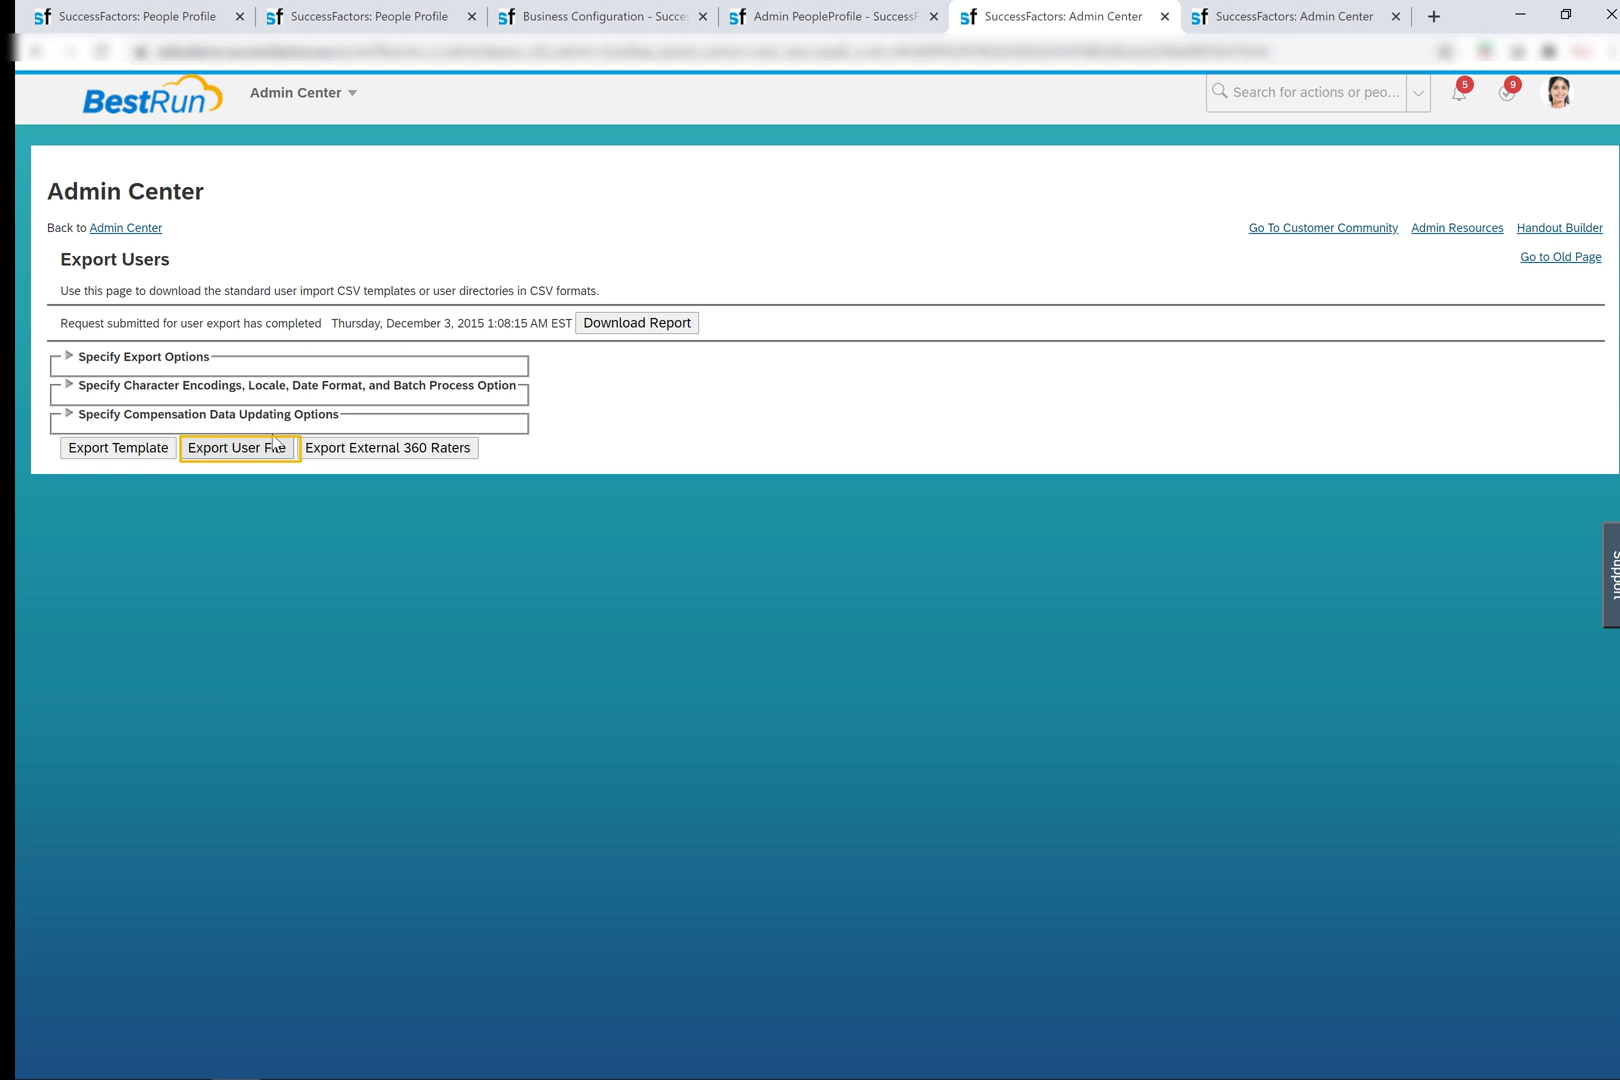 SuccessFactors: People Profile
SuccessFactors: People Profile
Business Configuration - Succes
Admin PeopleProfile - SuccessF
SuccessFactors: Admin Center
SuccessFactors: Admin Center
BestRun
Admin Center
Search for actions or peo...
5
9
Admin Center
Back to Admin Center
Go To Customer Community Admin Resources Handout Builder
Export Users
Go to Old Page
Use this page to download the standard user import CSV templates or user directories in CSV formats.
Request submitted for user export has completed Thursday, December 3, 2015 1:08:15 AM EST Download Report
Specify Export Options
Specify Character Encodings, Locale, Date Format, and Batch Process Option
Specify Compensation Data Updating Options
Export Template Export User File Export External 360 Raters
Support